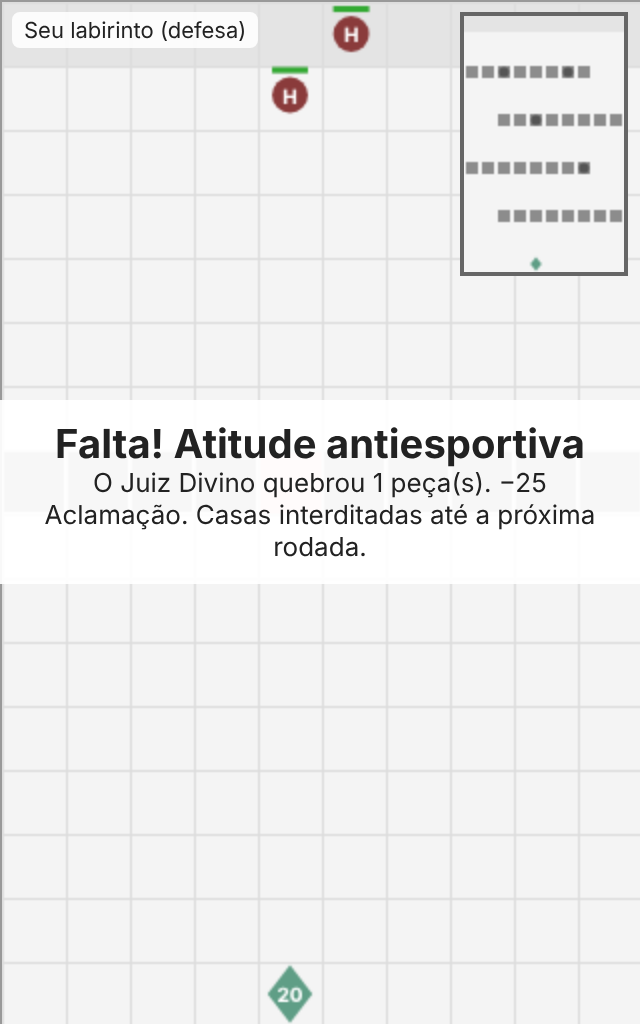 Seu labirinto (defesa)
H
H
Falta! Atitude antiesportiva
O Juiz Divino quebrou 1 peça(s). −25
Aclamação. Casas interditadas até a próxima
rodada.
20